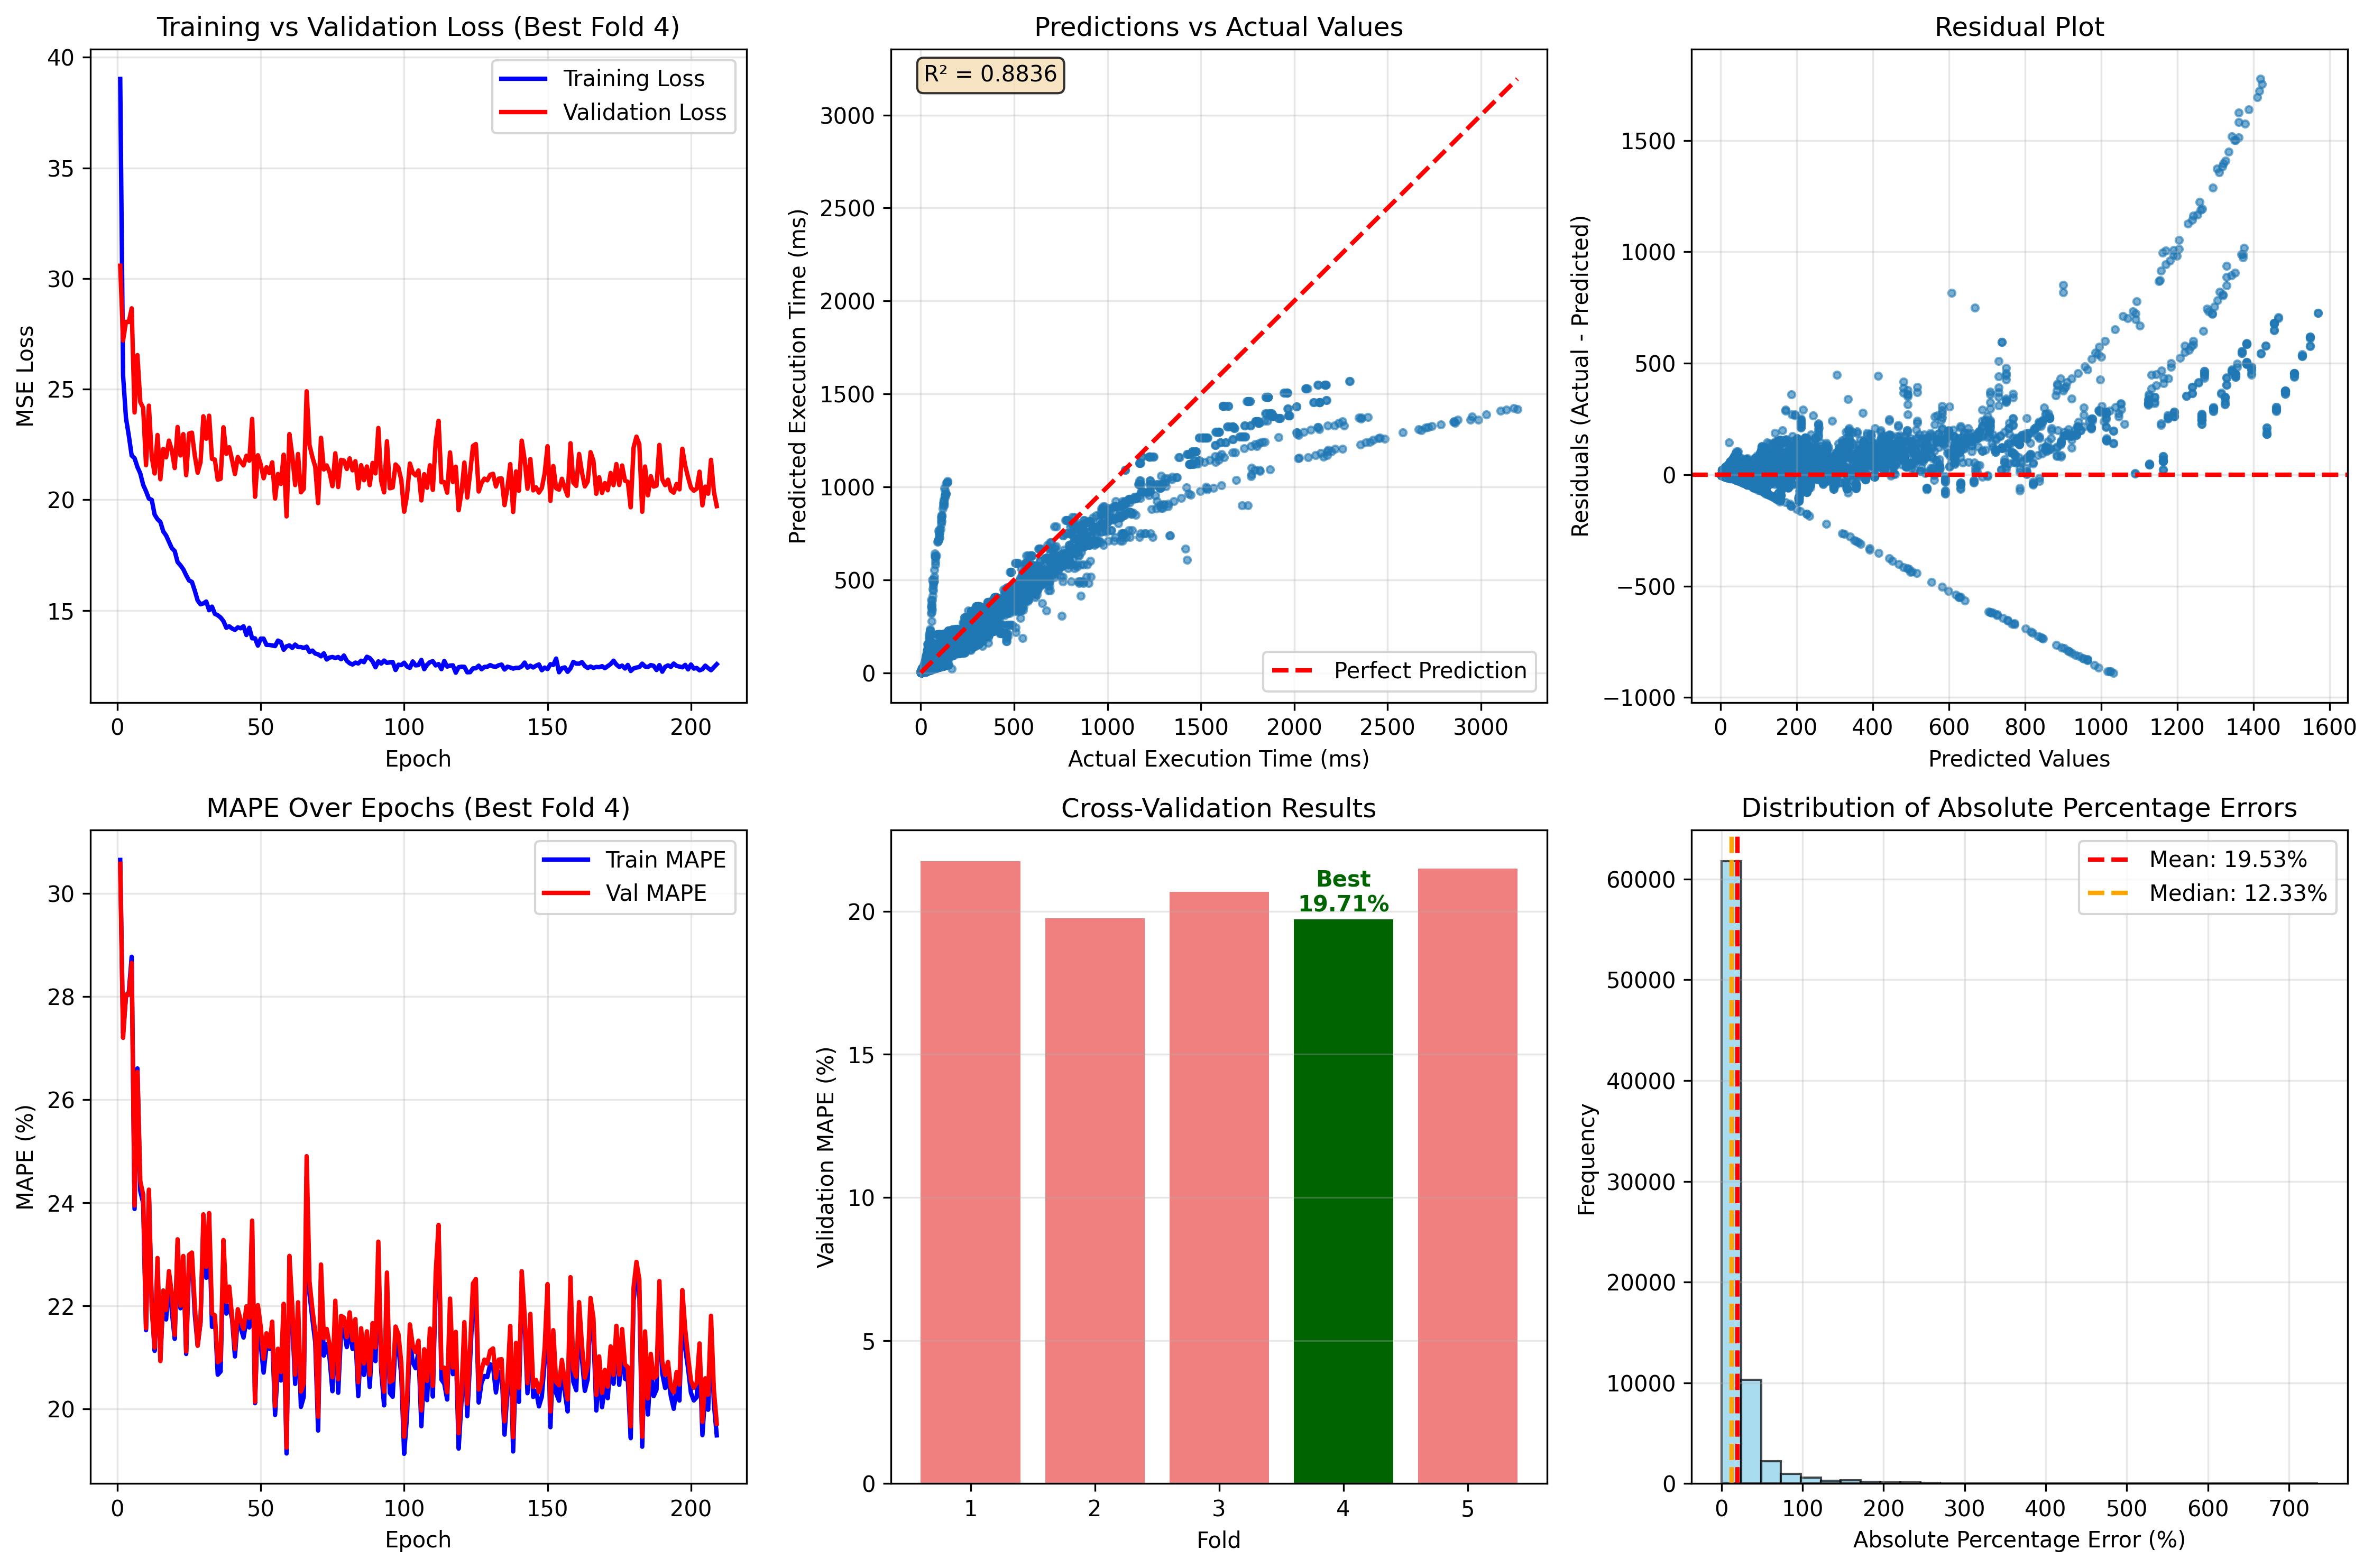 Training vs Validation Loss (Best Fold 4)
40
35
30
25
20
15
MSE Loss
0 50 100 150 200
Epoch
Training Loss
Validation Loss
Predictions vs Actual Values
R² = 0.8836
3000
2500
2000
1500
1000
500
0
Predicted Execution Time (ms)
0 500 1000 1500 2000 2500 3000
Actual Execution Time (ms)
Perfect Prediction
Residual Plot
1500
1000
500
0
−500
−1000
Residuals (Actual - Predicted)
0 200 400 600 800 1000 1200 1400 1600
Predicted Values
MAPE Over Epochs (Best Fold 4)
30
28
26
24
22
20
MAPE (%)
0 50 100 150 200
Epoch
Train MAPE
Val MAPE
Cross-Validation Results
20
15
10
5
0
Validation MAPE (%)
Best
19.71%
1 2 3 4 5
Fold
Distribution of Absolute Percentage Errors
60000
50000
40000
30000
20000
10000
0
Frequency
0 100 200 300 400 500 600 700
Absolute Percentage Error (%)
Mean: 19.53%
Median: 12.33%